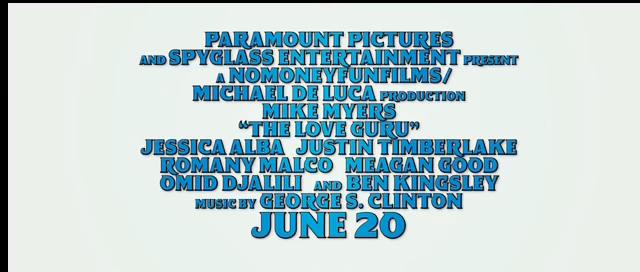 PARAMOUNT PICTURES
AND SPYGLASS ENTERTAINMENT PRESENT
A NOMONEYFUNFILMS/
MICHAEL DE LUCA PRODUCTION
MIKE MYERS
“THE LOVE GURU”
JESSICA ALBA JUSTIN TIMBERLAKE
ROMANY MALCO MEAGAN GOOD
OMID DJALILI AND BEN KINGSLEY
MUSIC BY GEORGE S. CLINTON
JUNE 20